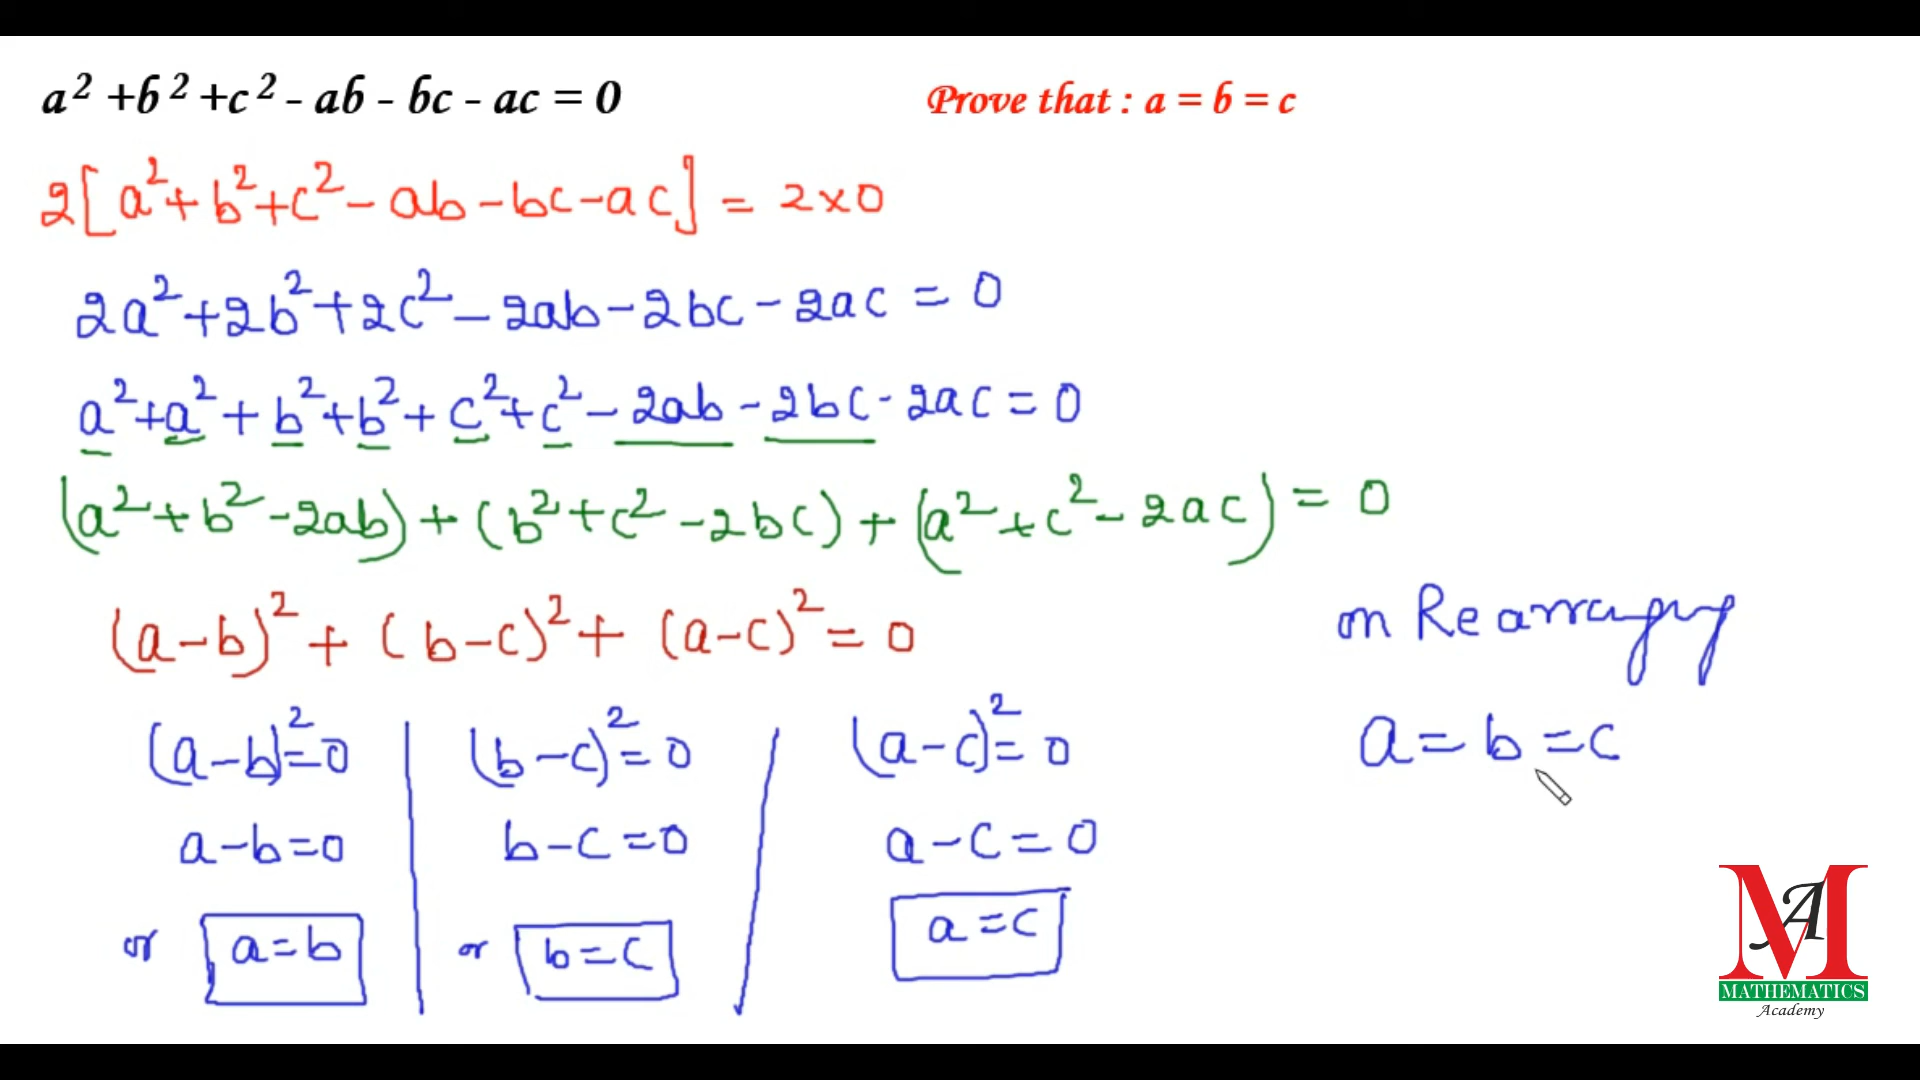 a² + b² + c² - ab - bc - ac = 0
Prove that : a = b = c
2[a² + b² + c² - ab - bc - ac] = 2 × 0
2a² + 2b² + 2c² - 2ab - 2bc - 2ac = 0
a² + a² + b² + b² + c² + c² - 2ab - 2bc - 2ac = 0
(a² + b² - 2ab) + (b² + c² - 2bc) + (a² + c² - 2ac) = 0
(a - b)² + (b - c)² + (a - c)² = 0
(a - b)² = 0
a - b = 0
or a = b
(b - c)² = 0
b - c = 0
or b = c
(a - c)² = 0
a - c = 0
a = c
on
a = b = c
MA
MATHEMATICS
Academy